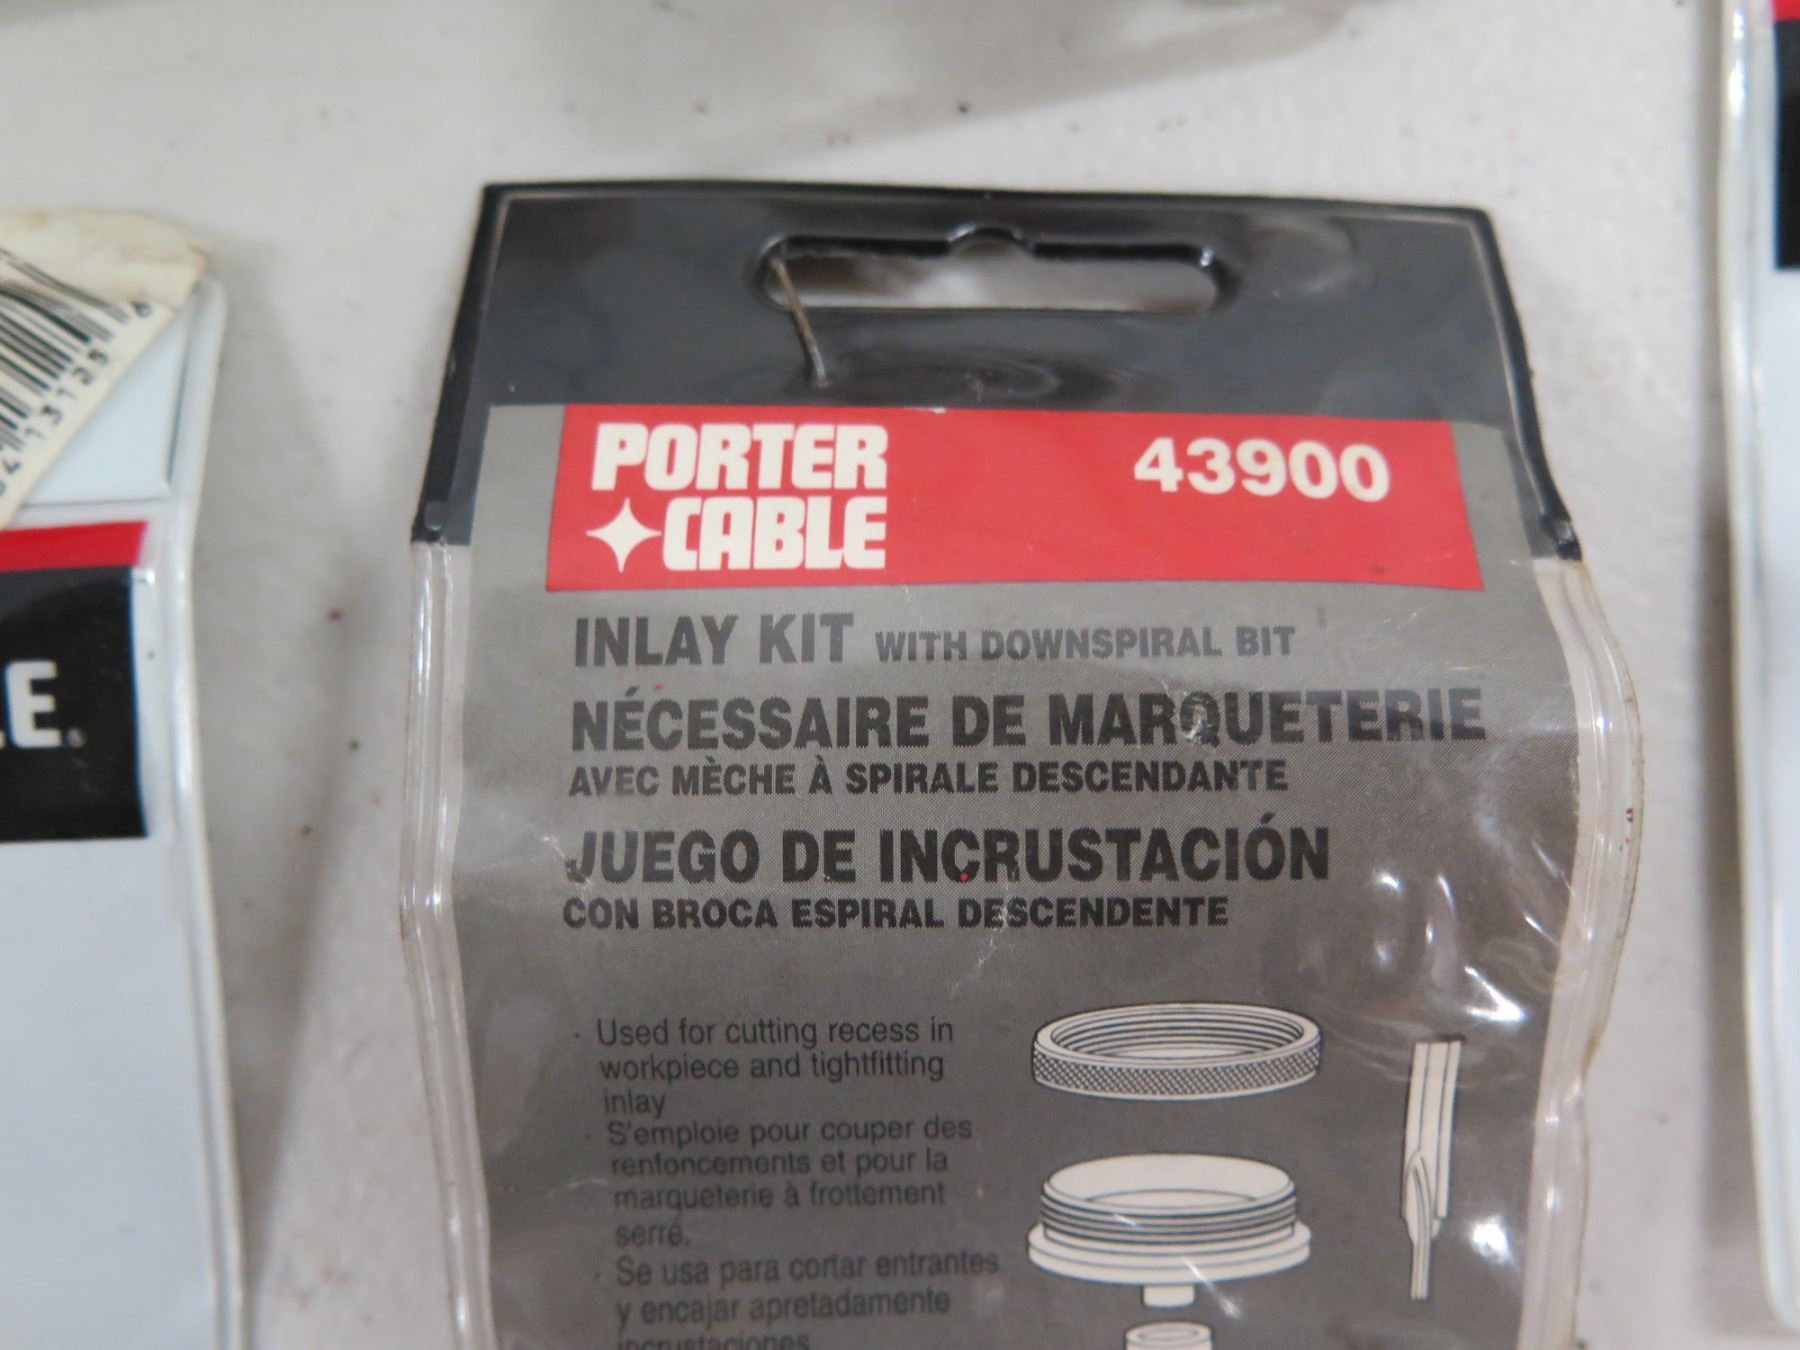 PORTER
CABLE
43900
INLAY KIT WITH DOWNSPIRAL BIT
NÉCESSAIRE DE MARQUETERIE
AVEC MÈCHE À SPIRALE DESCENDANTE
JUEGO DE INCRUSTACIÓN
CON BROCA ESPIRAL DESCENDENTE
· Used for cutting recess in
workpiece and tightfitting
inlay
· S'emploie pour couper des
renfoncements et pour la
marqueterie à frottement
serré.
· Se usa para cortar entrantes
y encajar apretadamente
incrustaciones
E.